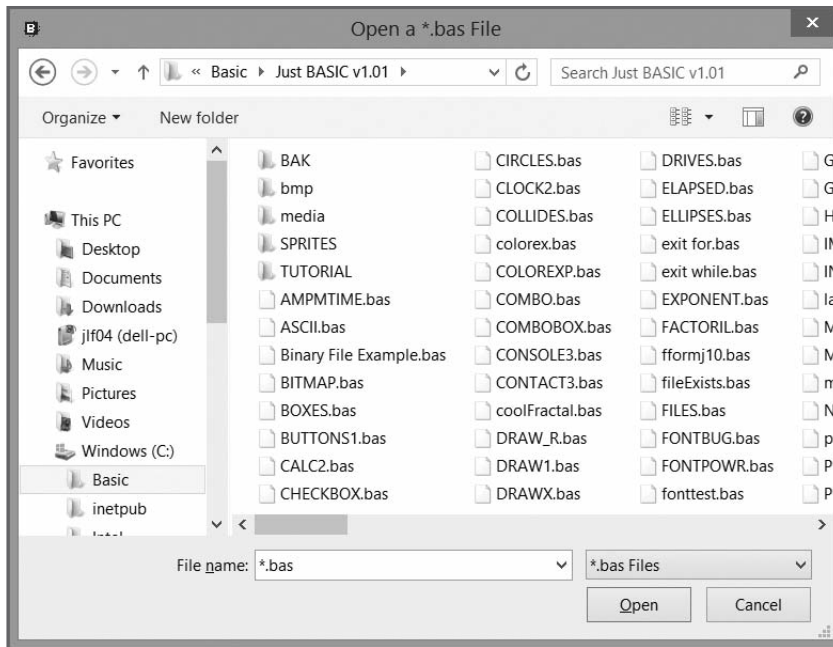 Open a *.bas File
« Basic Just BASIC v1.01
Search Just BASIC v1.01
Organize
New folder
Favorites
This PC
Desktop
Documents
Downloads
jlf04 (dell-pc)
Music
Pictures
Videos
Windows (C:)
Basic
inetpub
Intel
BAK
bmp
media
SPRITES
TUTORIAL
AMPMTIME.bas
ASCII.bas
Binary File Example.bas
BITMAP.bas
BOXES.bas
BUTTONS1.bas
CALC2.bas
CHECKBOX.bas
CIRCLES.bas
CLOCK2.bas
COLLIDES.bas
colorex.bas
COLOREXP.bas
COMBO.bas
COMBOBOX.bas
CONSOLE3.bas
CONTACT3.bas
coolFractal.bas
DRAW_R.bas
DRAW1.bas
DRAWX.bas
DRIVES.bas
ELAPSED.bas
ELLIPSES.bas
exit for.bas
exit while.bas
EXPONENT.bas
FACTORIL.bas
fformj10.bas
fileExists.bas
FILES.bas
FONTBUG.bas
FONTPOWR.bas
fonttest.bas
File name: *.bas
*.bas Files
Open
Cancel